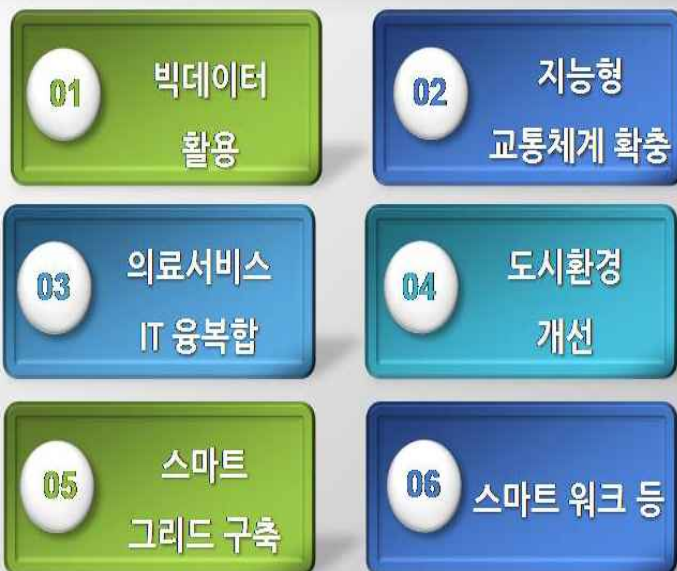 01
빅데이터
활용
02
지능형
교통체계 확충
03
의료서비스
IT 융복합
04
도시환경
개선
05
스마트
그리드 구축
06
스마트 워크 등